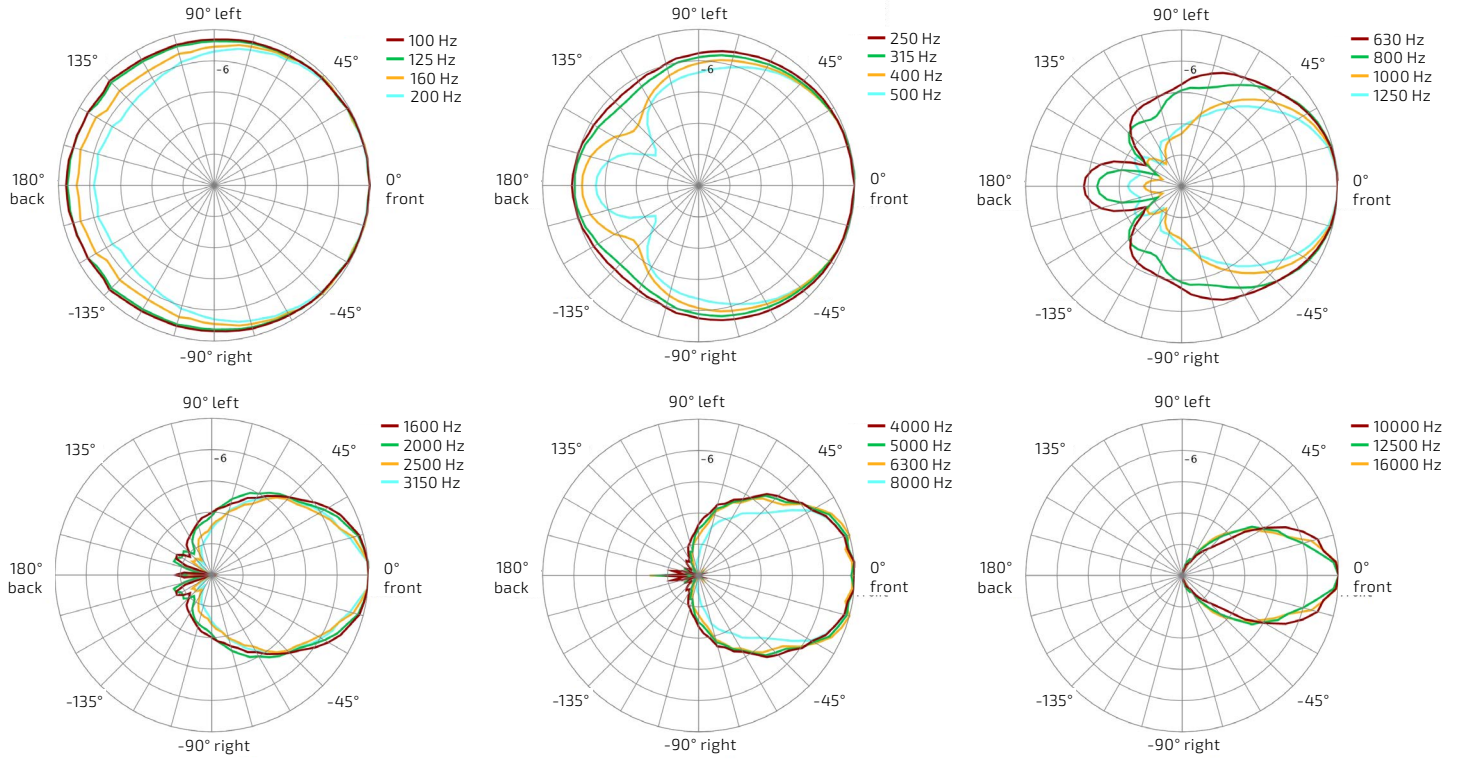 90° left
135°
45°
-6
180°
back
0°
front
-135°
-45°
-90° right
100 Hz
125 Hz
160 Hz
200 Hz
90° left
135°
45°
-6
180°
back
0°
front
-135°
-45°
-90° right
250 Hz
315 Hz
400 Hz
500 Hz
90° left
135°
45°
-6
180°
back
0°
front
-135°
-45°
-90° right
630 Hz
800 Hz
1000 Hz
1250 Hz
90° left
135°
45°
-6
180°
back
0°
front
-135°
-45°
-90° right
1600 Hz
2000 Hz
2500 Hz
3150 Hz
90° left
135°
45°
-6
180°
back
0°
front
-135°
-45°
-90° right
4000 Hz
5000 Hz
6300 Hz
8000 Hz
90° left
135°
45°
-6
180°
back
0°
front
-135°
-45°
-90° right
10000 Hz
12500 Hz
16000 Hz